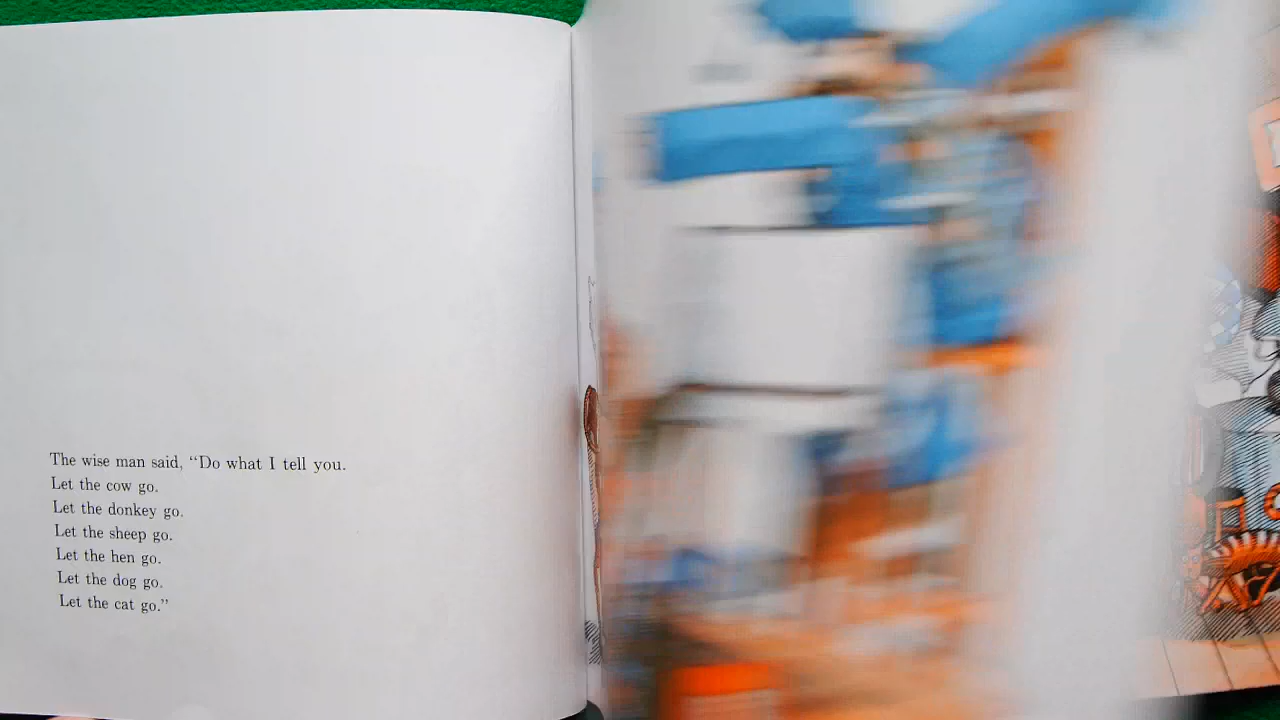 The wise man said, “Do what I tell you.
Let the cow go.
Let the donkey go.
Let the sheep go.
Let the hen go.
Let the dog go.
Let the cat go.”